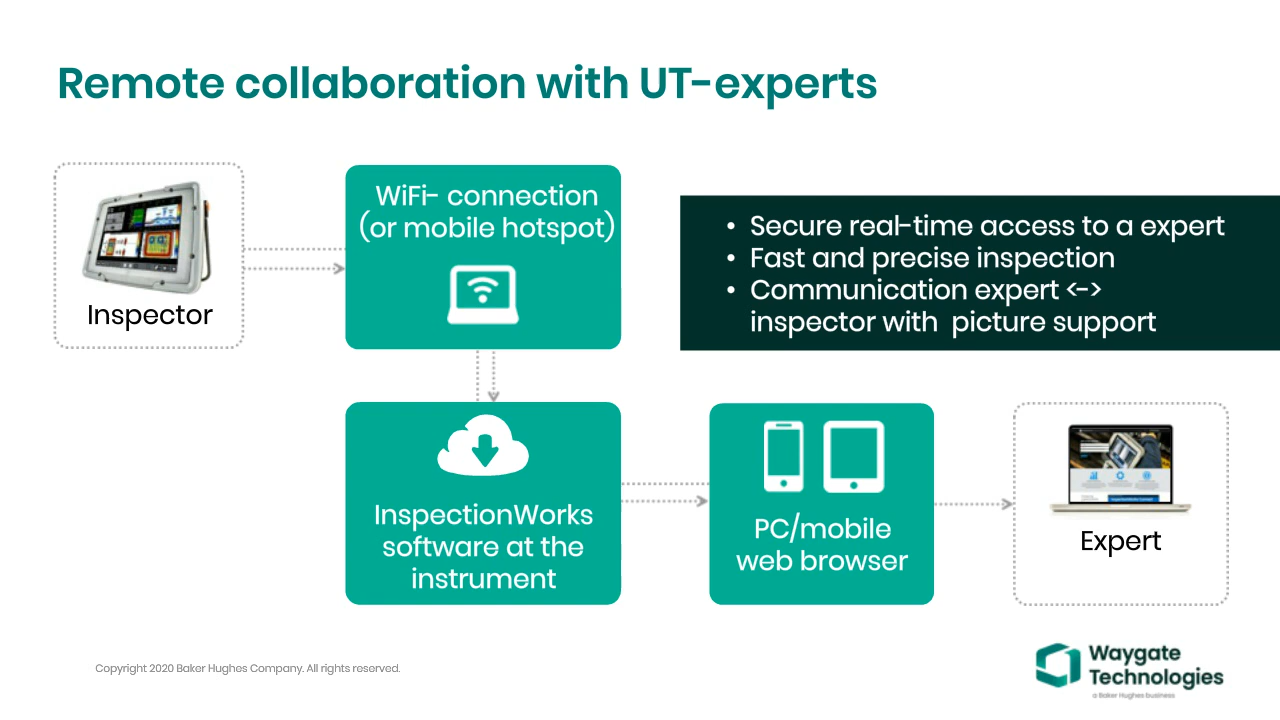 Remote collaboration with UT-experts
Inspector
WiFi- connection
(or mobile hotspot)
• Secure real-time access to a expert
• Fast and precise inspection
• Communication expert <->
inspector with  picture support
InspectionWorks
software at the
instrument
PC/mobile
web browser
Expert
Copyright 2020 Baker Hughes Company. All rights reserved.
Waygate
Technologies
a Baker Hughes business